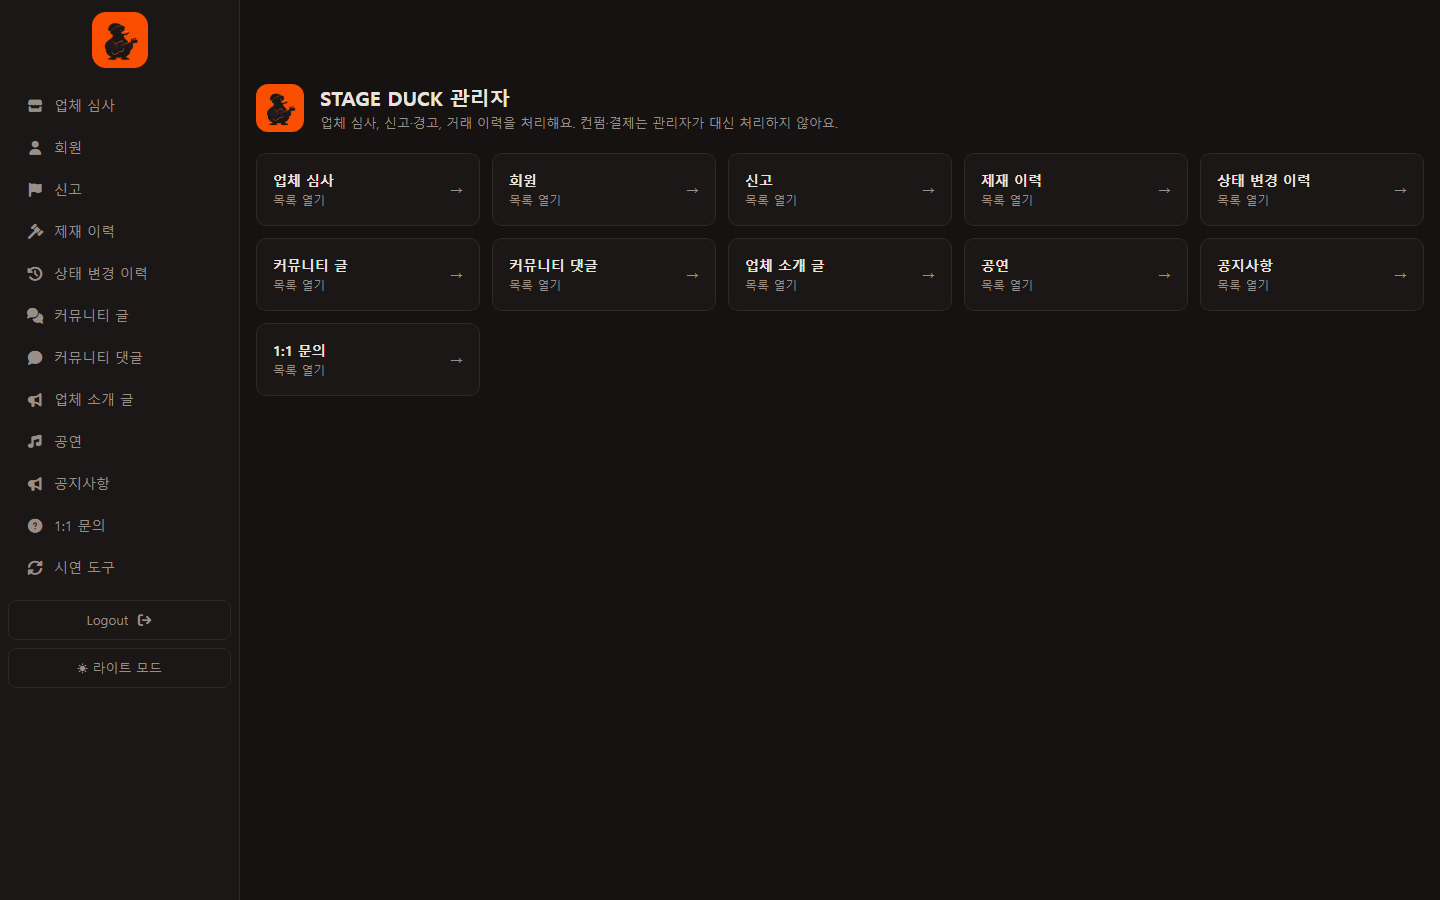 업체 심사
회원
신고
제재 이력
상태 변경 이력
커뮤니티 글
커뮤니티 댓글
업체 소개 글
공연
공지사항
1:1 문의
시연 도구
Logout
라이트 모드
STAGE DUCK 관리자
업체 심사, 신고·경고, 거래 이력을 처리해요. 컨펌·결제는 관리자가 대신 처리하지 않아요.
업체 심사
목록 열기
→
회원
목록 열기
→
신고
목록 열기
→
제재 이력
목록 열기
→
상태 변경 이력
목록 열기
→
커뮤니티 글
목록 열기
→
커뮤니티 댓글
목록 열기
→
업체 소개 글
목록 열기
→
공연
목록 열기
→
공지사항
목록 열기
→
1:1 문의
목록 열기
→